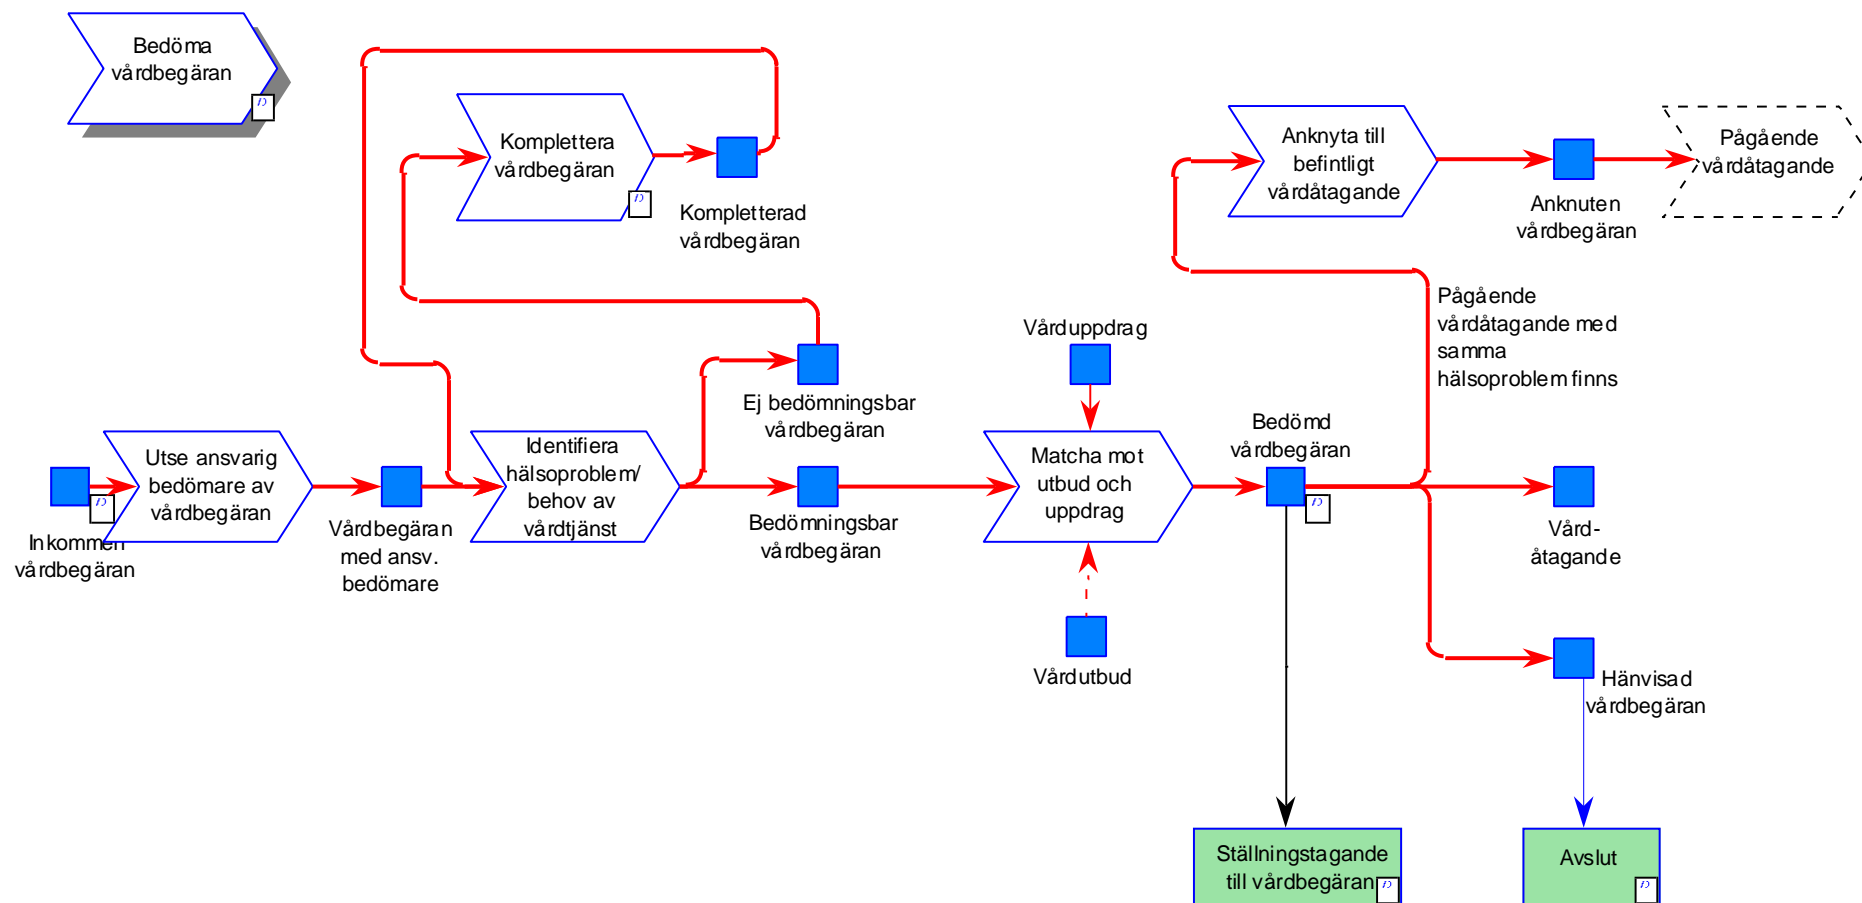 Bedöma
vårdbegäran
Komplettera
vårdbegäran
Kompletterad
vårdbegäran
Anknyta till
befintligt
vårdåtagande
Anknuten
vårdbegäran
Pågående
vårdåtagande
Pågående
vårdåtagande med
samma
hälsoproblem finns
Vårduppdrag
Ej bedömningsbar
vårdbegäran
Inkommen
vårdbegäran
Utse ansvarig
bedömare av
vårdbegäran
Vårdbegäran
med ansv.
bedömare
Identifiera
hälsoproblem/
behov av
vårdtjänst
Bedömningsbar
vårdbegäran
Matcha mot
utbud och
uppdrag
Bedömd
vårdbegäran
Vård-
åtagande
Vårdutbud
Hänvisad
vårdbegäran
Ställningstagande
till vårdbegäran
Avslut